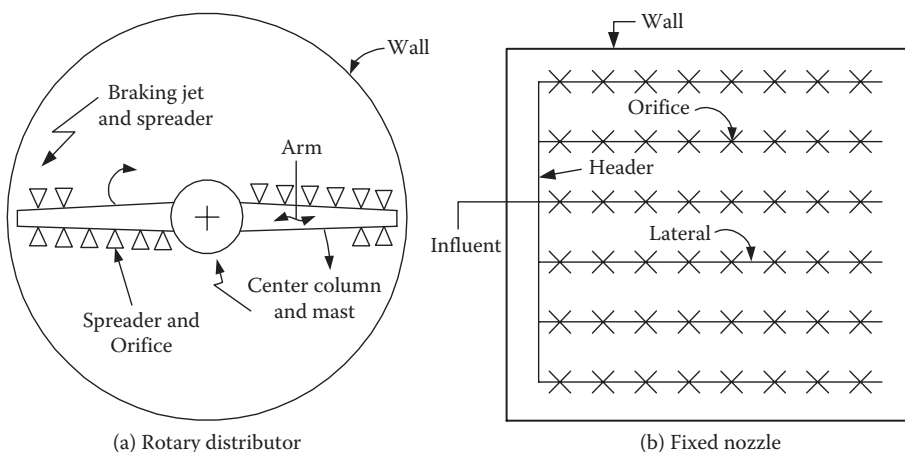 Wall
Braking jet
and spreader
Arm
Center column
and mast
Spreader and
Orifice
(a) Rotary distributor
Wall
Orifice
Header
Influent
Lateral
(b) Fixed nozzle